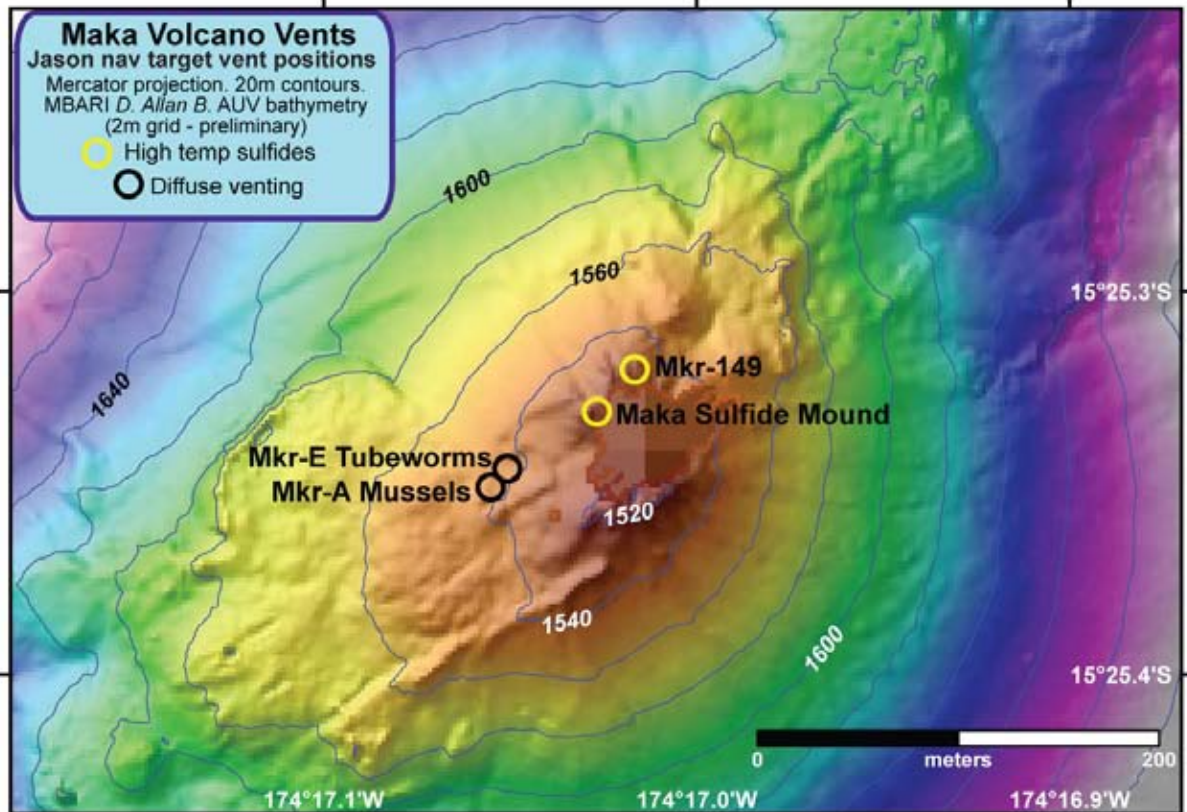 Maka Volcano Vents
Jason nav target vent positions
Mercator projection. 20m contours.
MBARI D. Allan B. AUV bathymetry
(2m grid - preliminary)
High temp sulfides
Diffuse venting
1600
1560
15°25.3'S
1640
Mkr-149
Maka Sulfide Mound
Mkr-E Tubeworms
Mkr-A Mussels
1520
1540
1600
15°25.4'S
0 meters 200
174°17.1'W 174°17.0'W 174°16.9'W